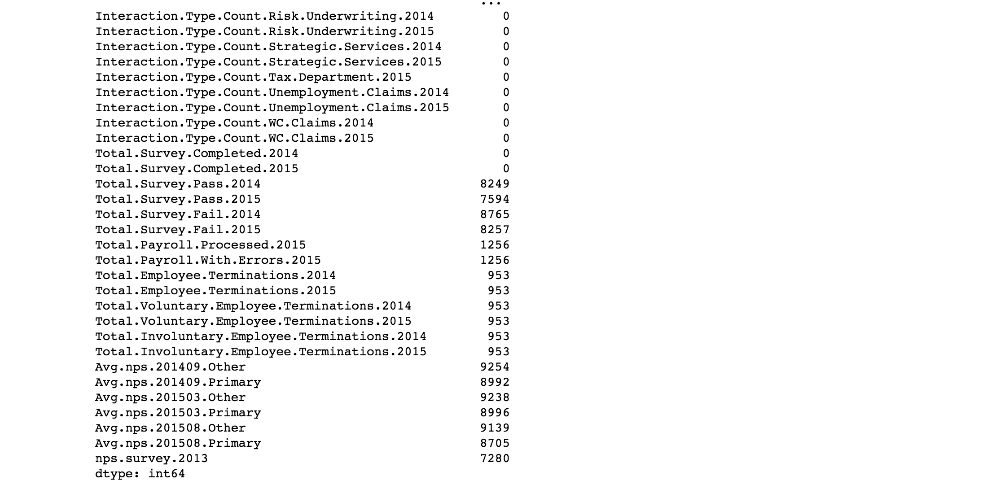 ...
Interaction.Type.Count.Risk.Underwriting.2014 0
Interaction.Type.Count.Risk.Underwriting.2015 0
Interaction.Type.Count.Strategic.Services.2014 0
Interaction.Type.Count.Strategic.Services.2015 0
Interaction.Type.Count.Tax.Department.2015 0
Interaction.Type.Count.Unemployment.Claims.2014 0
Interaction.Type.Count.Unemployment.Claims.2015 0
Interaction.Type.Count.WC.Claims.2014 0
Interaction.Type.Count.WC.Claims.2015 0
Total.Survey.Completed.2014 0
Total.Survey.Completed.2015 0
Total.Survey.Pass.2014 8249
Total.Survey.Pass.2015 7594
Total.Survey.Fail.2014 8765
Total.Survey.Fail.2015 8257
Total.Payroll.Processed.2015 1256
Total.Payroll.With.Errors.2015 1256
Total.Employee.Terminations.2014 953
Total.Employee.Terminations.2015 953
Total.Voluntary.Employee.Terminations.2014 953
Total.Voluntary.Employee.Terminations.2015 953
Total.Involuntary.Employee.Terminations.2014 953
Total.Involuntary.Employee.Terminations.2015 953
Avg.nps.201409.Other 9254
Avg.nps.201409.Primary 8992
Avg.nps.201503.Other 9238
Avg.nps.201503.Primary 8996
Avg.nps.201508.Other 9139
Avg.nps.201508.Primary 8705
nps.survey.2013 7280
dtype: int64